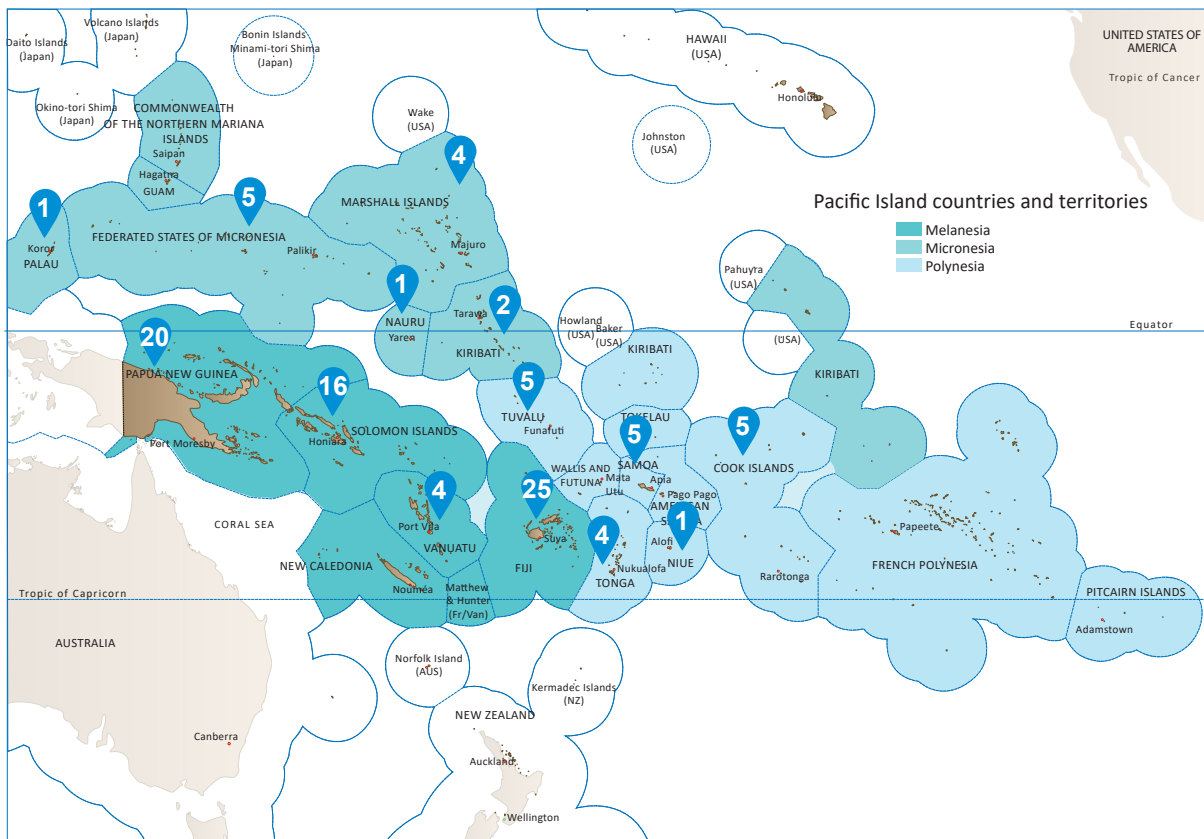 Daito Islands
(Japan)
Volcano Islands
(Japan)
Bonin Islands
Minami-tori Shima
(Japan)
HAWAII
(USA)
Honolulu
UNITED STATES OF
AMERICA
Tropic of Cancer
Okino-tori Shima
(Japan)
COMMONWEALTH
OF THE NORTHERN MARIANA
ISLANDS
Saipan
Hagatna
GUAM
Wake
(USA)
Johnston
(USA)
4
MARSHALL ISLANDS
Majuro
1
Koror
PALAU
5
FEDERATED STATES OF MICRONESIA
Palikir
Pacific Island countries and territories
Melanesia
Micronesia
Polynesia
1
NAURU
Yaren
2
Tarawa
KIRIBATI
Howland
(USA)
Baker
(USA)
Pahuyra
(USA)
(USA)
Equator
KIRIBATI
KIRIBATI
20
PAPUA NEW GUINEA
Port Moresby
16
Honiara
SOLOMON ISLANDS
5
TUVALU
Funafuti
TOKELAU
5
SAMOA
Apia
5
COOK ISLANDS
Rarotonga
WALLIS AND
FUTUNA
Mata
Utu
Pago Pago
AMERICAN
CORAL SEA
4
Port Vila
VANUATU
25
Suya
FIJI
4
Nukualofa
TONGA
1
Alofi
NIUE
Papeete
FRENCH POLYNESIA
NEW CALEDONIA
Nouméa
Matthew
& Hunter
(Fr/Van)
Tropic of Capricorn
PITCAIRN ISLANDS
Adamstown
AUSTRALIA
Canberra
Norfolk Island
(AUS)
Kermadec Islands
(NZ)
NEW ZEALAND
Auckland
Wellington